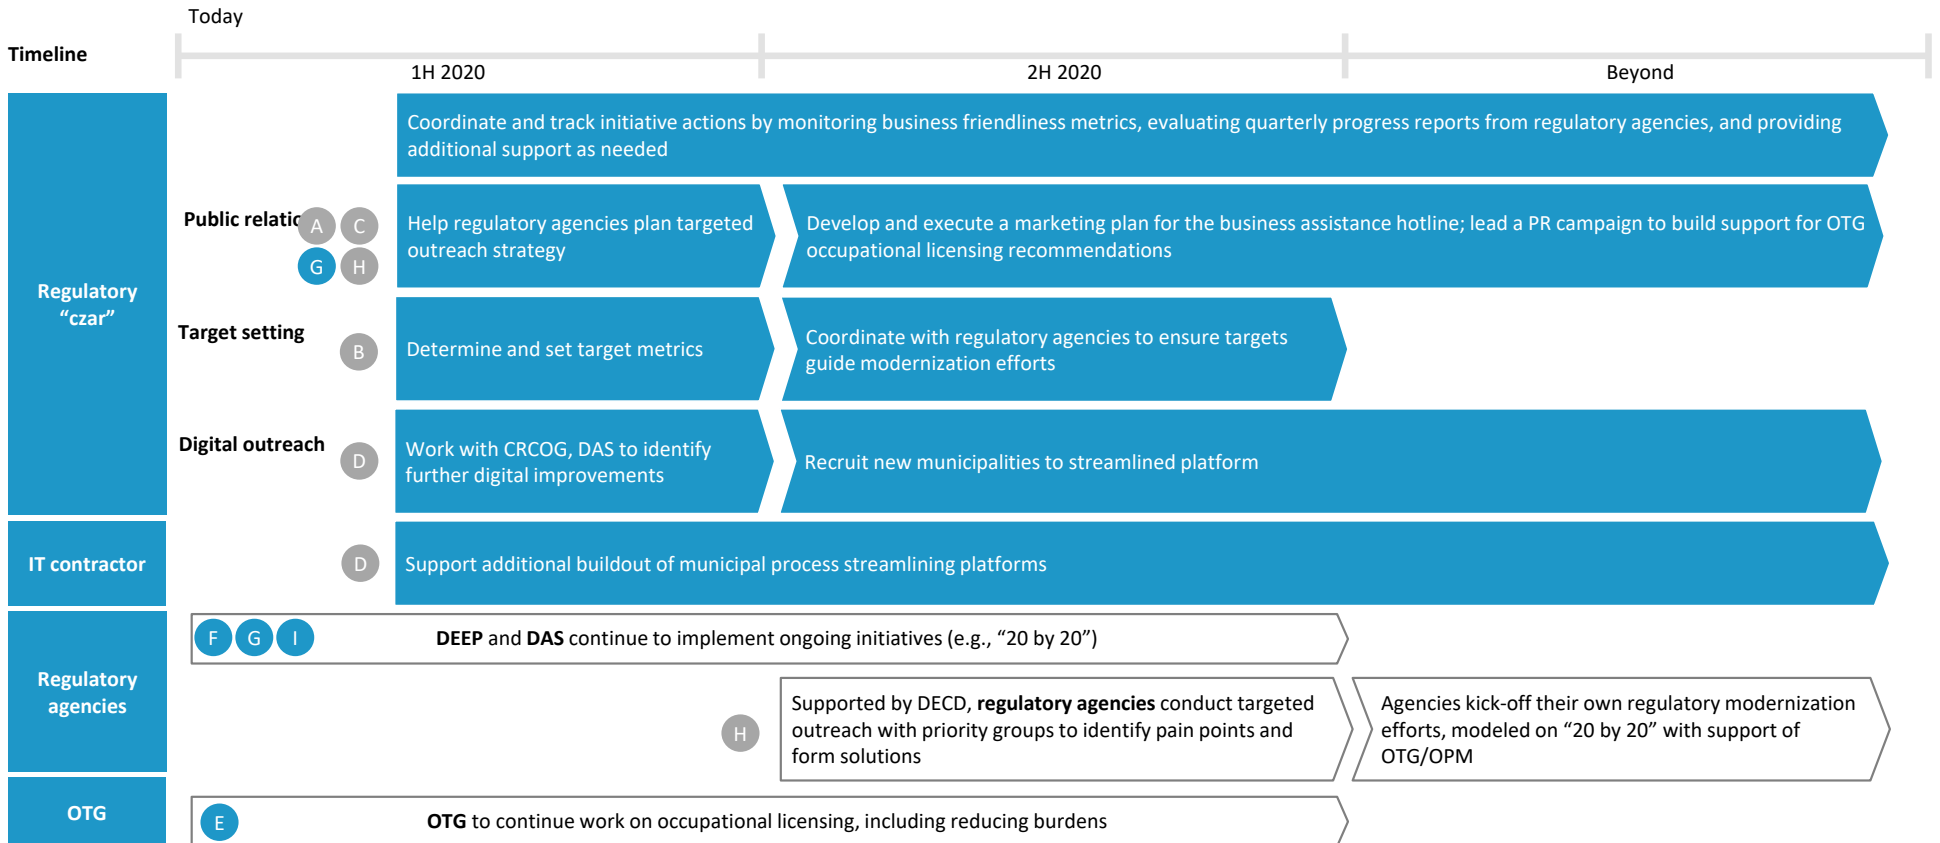 Today
Timeline
1H 2020
2H 2020
Beyond
Regulatory
“czar”
Coordinate and track initiative actions by monitoring business friendliness metrics, evaluating quarterly progress reports from regulatory agencies, and providing
additional support as needed
Public relatio
A
C
G
H
Help regulatory agencies plan targeted
outreach strategy
Develop and execute a marketing plan for the business assistance hotline; lead a PR campaign to build support for OTG
occupational licensing recommendations
Target setting
B
Determine and set target metrics
Coordinate with regulatory agencies to ensure targets
guide modernization efforts
Digital outreach
D
Work with CRCOG, DAS to identify
further digital improvements
Recruit new municipalities to streamlined platform
IT contractor
D
Support additional buildout of municipal process streamlining platforms
Regulatory
agencies
F
G
I
DEEP and DAS continue to implement ongoing initiatives (e.g., “20 by 20”)
H
Supported by DECD, regulatory agencies conduct targeted
outreach with priority groups to identify pain points and
form solutions
Agencies kick-off their own regulatory modernization
efforts, modeled on “20 by 20” with support of
OTG/OPM
OTG
E
OTG to continue work on occupational licensing, including reducing burdens